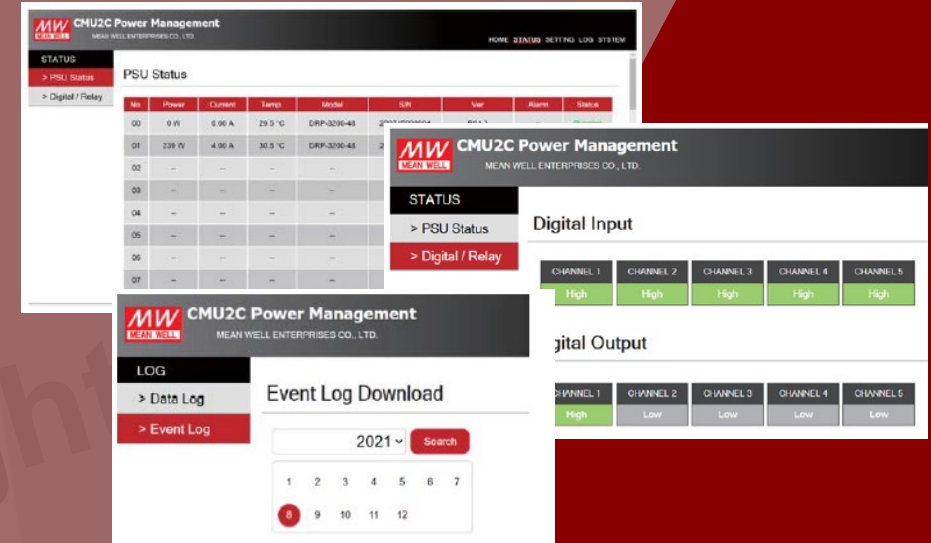 MW CMU2C Power Management
MEAN WELL MEAN WELL ENTERPRISES CO., LTD.
HOME STATUS SETTING LOG SYSTEM
STATUS
> PSU Status
> Digital / Relay
PSU Status
No Power Current Temp. Model S/N Ver Alarm Status
00 0 W 0.00 A 29.5 °C DRP-3200-48
01 239 W 4.00 A 30.5 °C DRP-3200-48
02 -- -- -- --
03 -- -- -- --
04 -- -- -- --
05 -- -- -- --
06 -- -- -- --
07 -- -- -- --
MW CMU2C Power Management
MEAN WELL MEAN WELL ENTERPRISES CO., LTD.
STATUS
> PSU Status
> Digital / Relay
Digital Input
CHANNEL 1 CHANNEL 2 CHANNEL 3 CHANNEL 4 CHANNEL 5
High High High High High
gital Output
CHANNEL 1 CHANNEL 2 CHANNEL 3 CHANNEL 4 CHANNEL 5
High Low Low Low Low
MW CMU2C Power Management
MEAN WELL MEAN WELL ENTERPRISES CO., LTD.
LOG
> Data Log
> Event Log
Event Log Download
2021 Search
1 2 3 4 5 6 7
8 9 10 11 12
ght